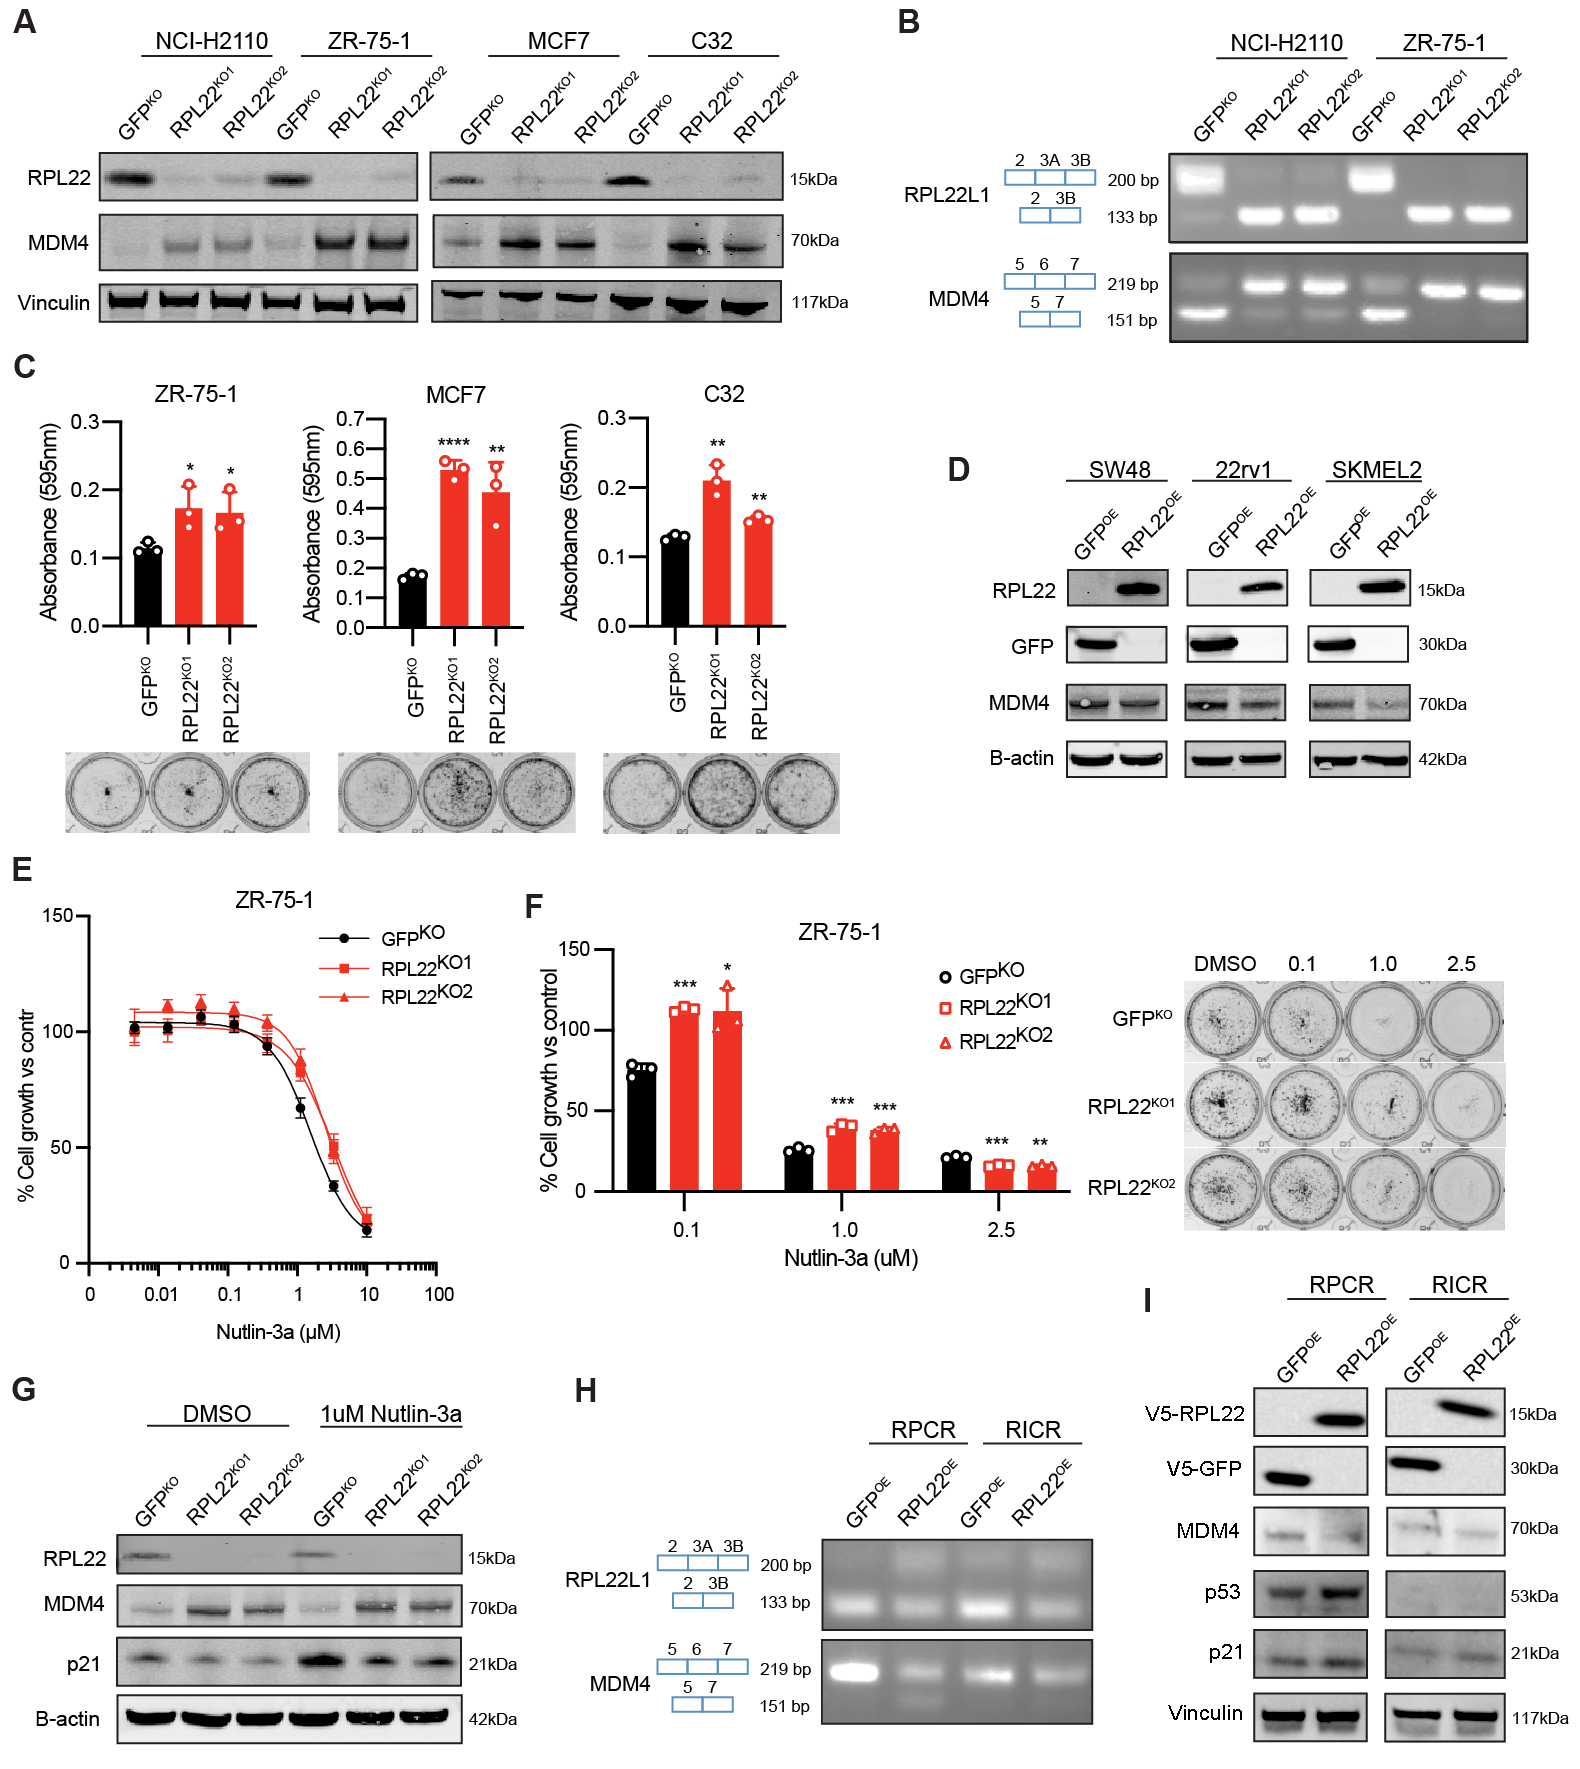 A
NCI-H2110 ZR-75-1 MCF7 C32
GFPKO RPL22KO1 RPL22KO2 GFPKO RPL22KO1 RPL22KO2 GFPKO RPL22KO1 RPL22KO2 GFPKO RPL22KO1 RPL22KO2
RPL22 15kDa
MDM4 70kDa
Vinculin 117kDa
B
NCI-H2110 ZR-75-1
GFPKO RPL22KO1 RPL22KO2 GFPKO RPL22KO1 RPL22KO2
RPL22L1
2 3A 3B 200 bp
2 3B 133 bp
MDM4
5 6 7 219 bp
5 7 151 bp
C
ZR-75-1
Absorbance (595nm)
0.3
0.2
0.1
0.0
* *
GFPKO RPL22KO1 RPL22KO2
MCF7
Absorbance (595nm)
0.7
0.6
0.5
0.4
0.3
0.2
0.1
0.0
**** **
GFPKO RPL22KO1 RPL22KO2
C32
Absorbance (595nm)
0.3
0.2
0.1
0.0
** **
GFPKO RPL22KO1 RPL22KO2
D
SW48 22rv1 SKMEL2
GFPOE RPL22OE GFPOE RPL22OE GFPOE RPL22OE
RPL22 15kDa
GFP 30kDa
MDM4 70kDa
B-actin 42kDa
E
ZR-75-1
% Cell growth vs contr
150
100
50
0
GFPKO
RPL22KO1
RPL22KO2
0 0.01 0.1 1 10 100
Nutlin-3a (µM)
F
ZR-75-1
% Cell growth vs control
150
100
50
0
*** *
*** ***
*** **
GFPKO
RPL22KO1
RPL22KO2
0.1 1.0 2.5
Nutlin-3a (uM)
DMSO 0.1 1.0 2.5
GFPKO
RPL22KO1
RPL22KO2
G
DMSO 1uM Nutlin-3a
GFPKO RPL22KO1 RPL22KO2 GFPKO RPL22KO1 RPL22KO2
RPL22 15kDa
MDM4 70kDa
p21 21kDa
B-actin 42kDa
H
RPCR RICR
GFPOE RPL22OE GFPOE RPL22OE
RPL22L1
2 3A 3B 200 bp
2 3B 133 bp
MDM4
5 6 7 219 bp
5 7 151 bp
I
RPCR RICR
GFPOE RPL22OE GFPOE RPL22OE
V5-RPL22 15kDa
V5-GFP 30kDa
MDM4 70kDa
p53 53kDa
p21 21kDa
Vinculin 117kDa